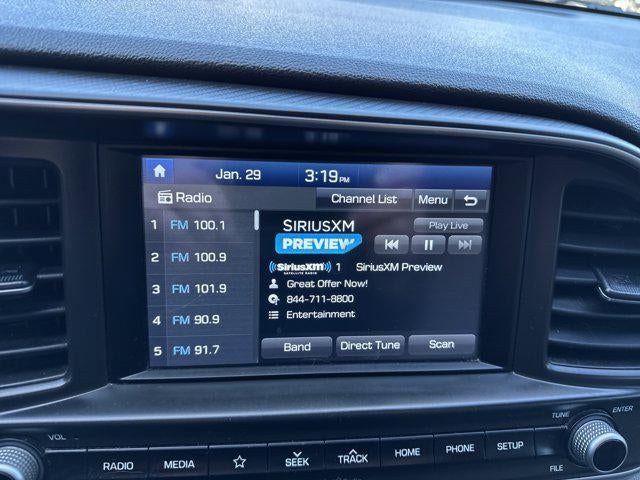 Jan. 29 3:19 PM
Radio Channel List Menu
1 FM 100.1
2 FM 100.9
3 FM 101.9
4 FM 90.9
5 FM 91.7
SIRIUSXM
PREVIEW
Play Live
((SiriusXM)) 1 SiriusXM Preview
SATELLITE RADIO
Great Offer Now!
844-711-8800
Entertainment
Band Direct Tune Scan
VOL TUNE ENTER
RADIO MEDIA SEEK TRACK HOME PHONE SETUP
FILE